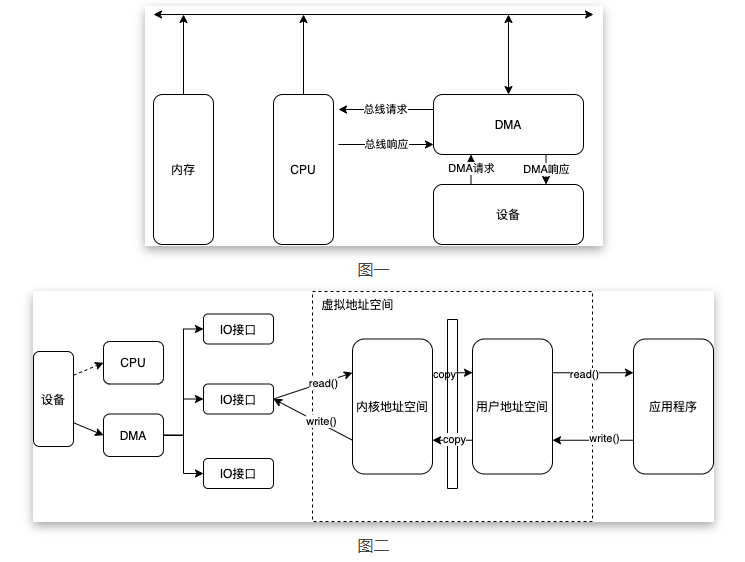 总线请求
DMA
总线响应
内存
CPU
DMA请求
DMA响应
设备
图一
虚拟地址空间
IO接口
CPU
设备
IO接口
read()
copy
read()
内核地址空间
用户地址空间
应用程序
write()
copy
write()
DMA
IO接口
图二